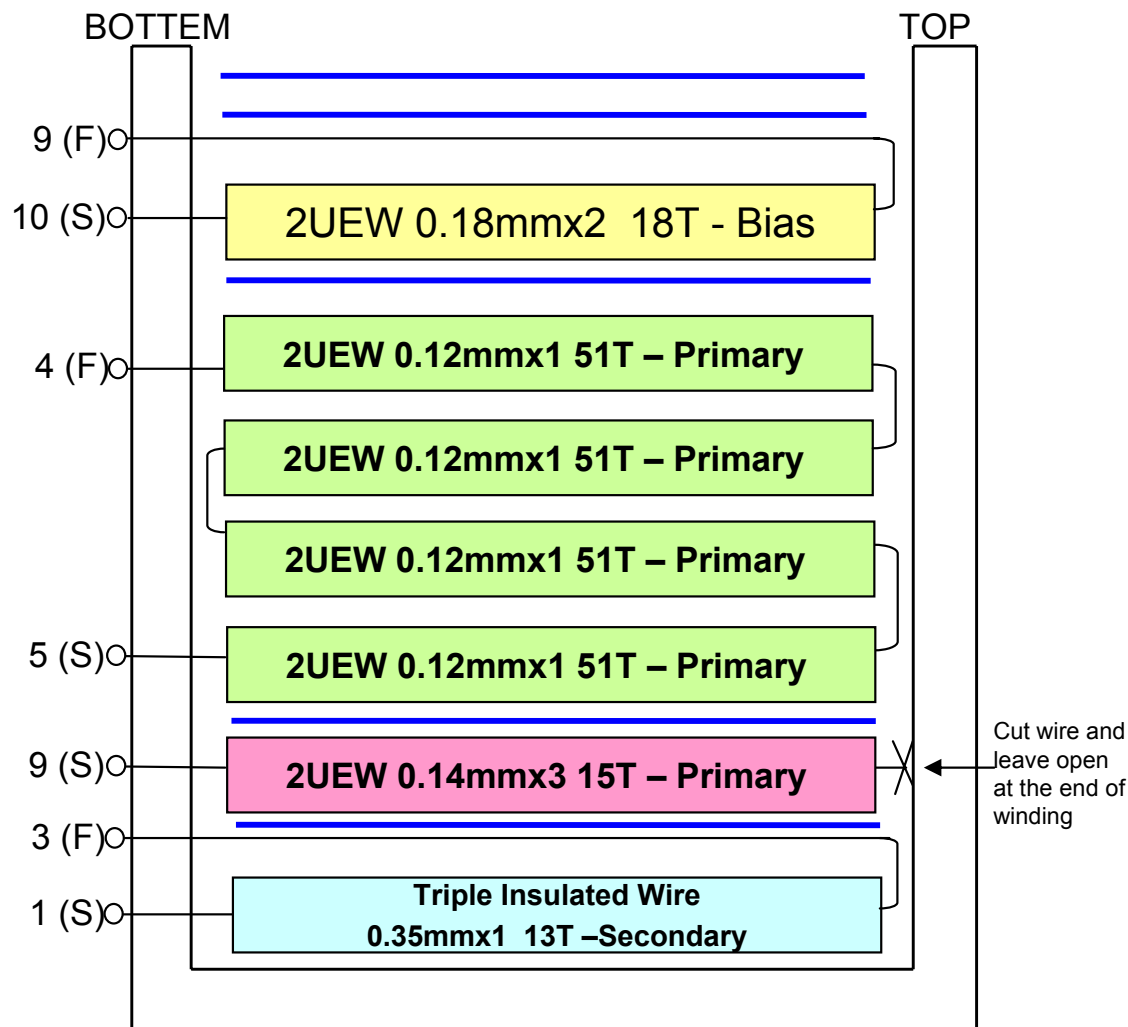 BOTTEM
TOP
9 (F)
10 (S)
2UEW 0.18mmx2 18T - Bias
4 (F)
2UEW 0.12mmx1 51T – Primary
2UEW 0.12mmx1 51T – Primary
2UEW 0.12mmx1 51T – Primary
5 (S)
2UEW 0.12mmx1 51T – Primary
9 (S)
2UEW 0.14mmx3 15T – Primary
Cut wire and
leave open
at the end of
winding
3 (F)
1 (S)
Triple Insulated Wire
0.35mmx1 13T –Secondary